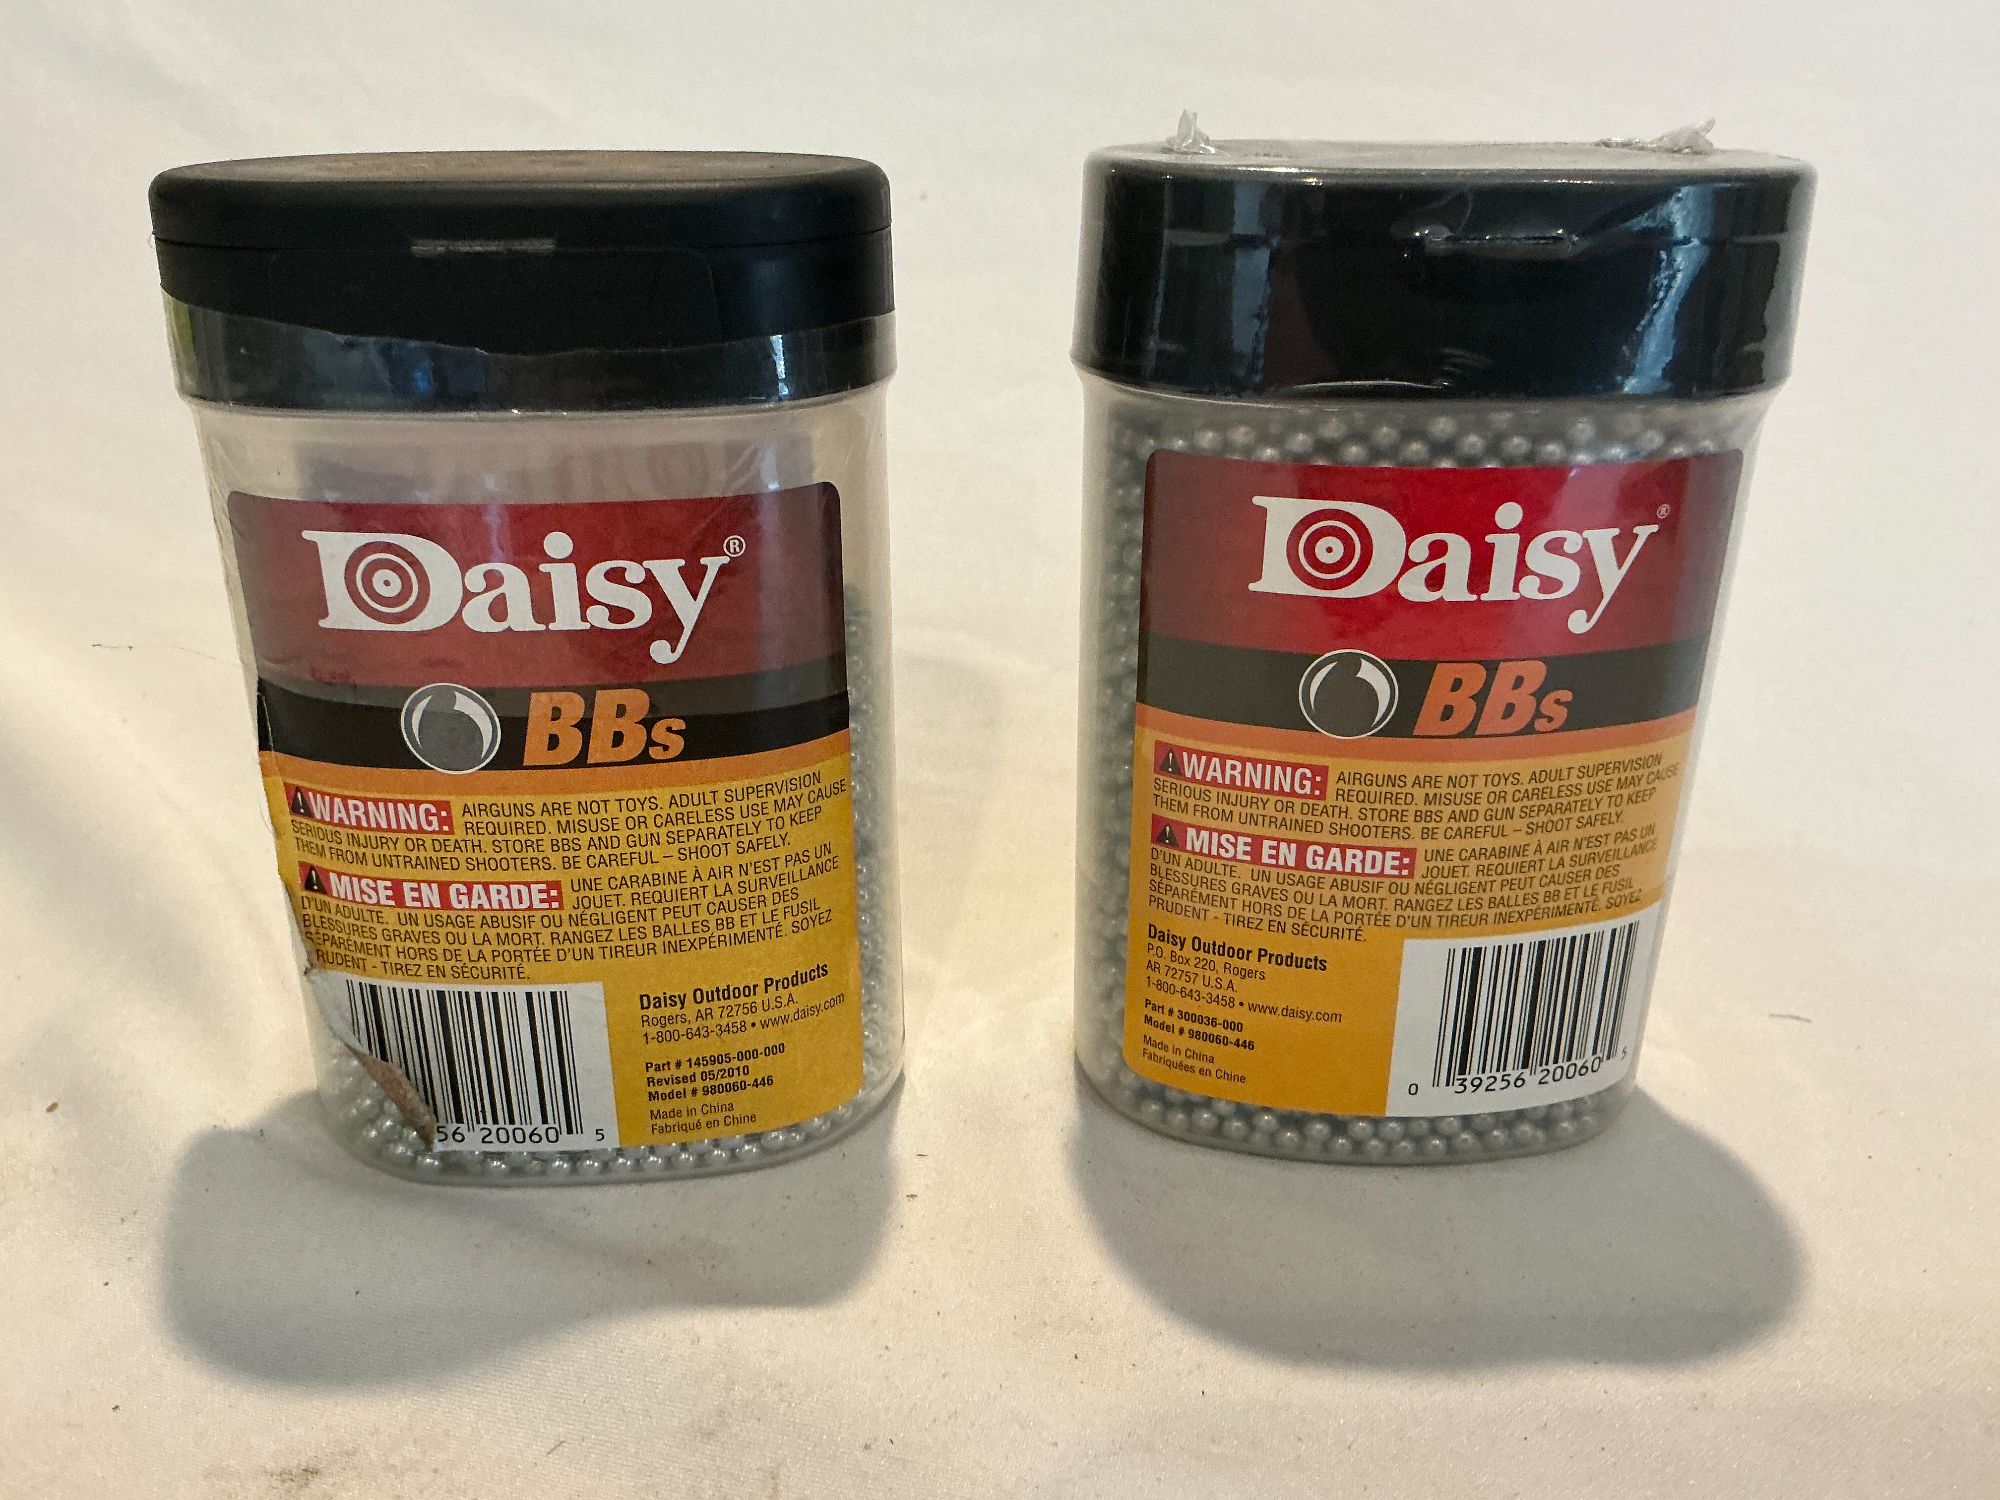 Daisy®
BBs
WARNING: AIRGUNS ARE NOT TOYS. ADULT SUPERVISION
REQUIRED. MISUSE OR CARELESS USE MAY CAUSE
SERIOUS INJURY OR DEATH. STORE BBS AND GUN SEPARATELY TO KEEP
THEM FROM UNTRAINED SHOOTERS. BE CAREFUL – SHOOT SAFELY.
MISE EN GARDE: UNE CARABINE À AIR N'EST PAS UN
JOUET. REQUIERT LA SURVEILLANCE
D'UN ADULTE. UN USAGE ABUSIF OU NÉGLIGENT PEUT CAUSER DES
BLESSURES GRAVES OU LA MORT. RANGEZ LES BALLES BB ET LE FUSIL
SÉPARÉMENT HORS DE LA PORTÉE D'UN TIREUR INEXPÉRIMENTÉ. SOYEZ
RUDENT - TIREZ EN SÉCURITÉ.
Daisy Outdoor Products
Rogers, AR 72756 U.S.A.
1-800-643-3458 • www.daisy.com
Part # 145905-000-000
Revised 05/2010
Model # 980060-446
Made in China
Fabriqué en Chine
56 20060 5
Daisy®
BBs
WARNING: AIRGUNS ARE NOT TOYS. ADULT SUPERVISION
REQUIRED. MISUSE OR CARELESS USE MAY CAUSE
SERIOUS INJURY OR DEATH. STORE BBS AND GUN SEPARATELY TO KEEP
THEM FROM UNTRAINED SHOOTERS. BE CAREFUL – SHOOT SAFELY.
MISE EN GARDE: UNE CARABINE À AIR N'EST PAS UN
JOUET. REQUIERT LA SURVEILLANCE
D'UN ADULTE. UN USAGE ABUSIF OU NÉGLIGENT PEUT CAUSER DES
BLESSURES GRAVES OU LA MORT. RANGEZ LES BALLES BB ET LE FUSIL
SÉPARÉMENT HORS DE LA PORTÉE D'UN TIREUR INEXPÉRIMENTÉ. SOYEZ
PRUDENT - TIREZ EN SÉCURITÉ.
Daisy Outdoor Products
P.O. Box 220, Rogers
AR 72757 U.S.A.
1-800-643-3458 • www.daisy.com
Part # 300036-000
Model # 980060-446
Made in China
Fabriquées en Chine
0 39256 20060 5